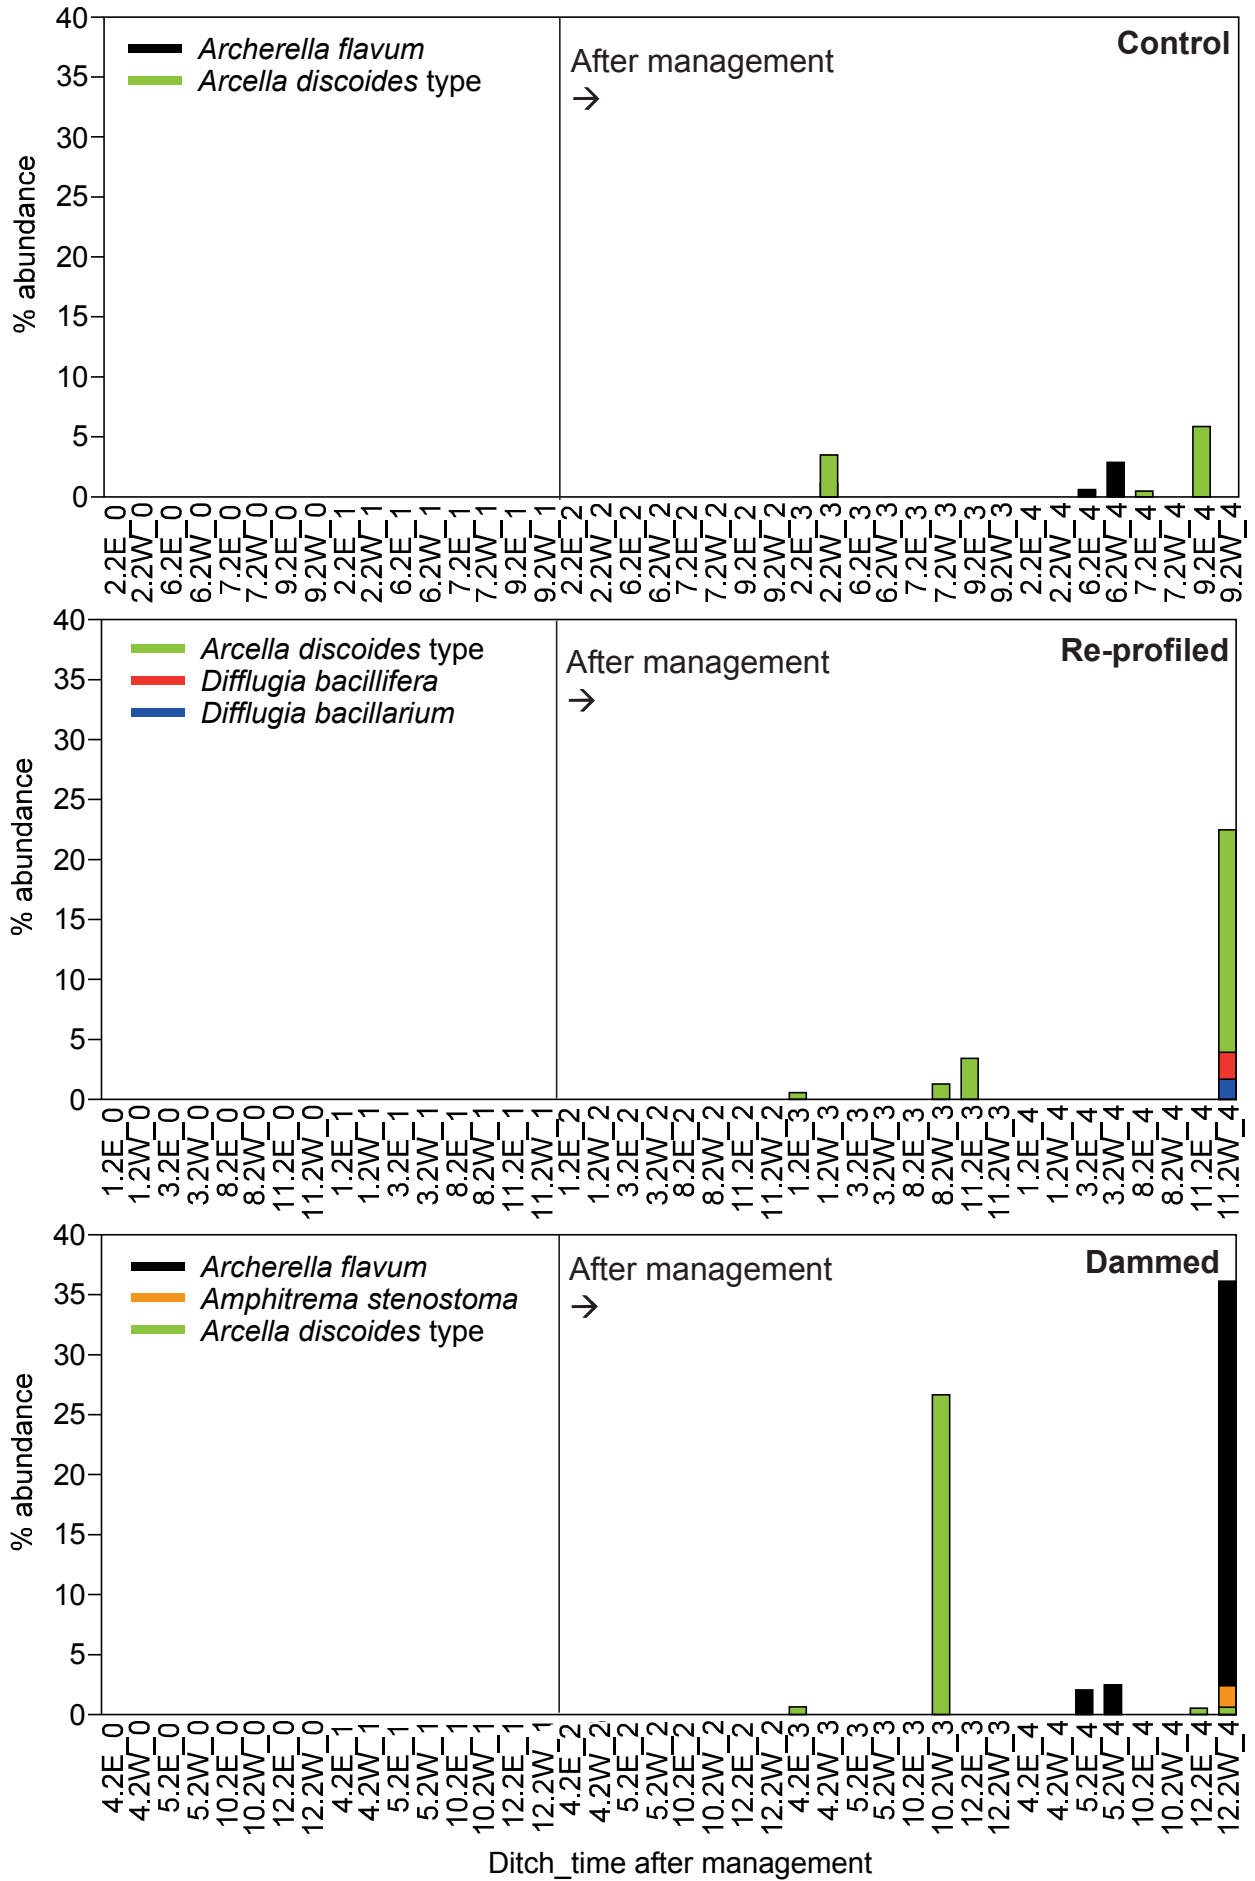 40
35
30
25
20
15
10
5
0
% abundance
Archerella flavum
Arcella discoides type
After management
→
Control
2.2E_0
2.2W_0
6.2E_0
6.2W_0
7.2E_0
7.2W_0
9.2E_0
9.2W_0
2.2E_1
2.2W_1
6.2E_1
6.2W_1
7.2E_1
7.2W_1
9.2E_1
9.2W_1
2.2E_2
2.2W_2
6.2E_2
6.2W_2
7.2E_2
7.2W_2
9.2E_2
9.2W_2
2.2E_3
2.2W_3
6.2E_3
6.2W_3
7.2E_3
7.2W_3
9.2E_3
9.2W_3
2.2E_4
2.2W_4
6.2E_4
6.2W_4
7.2E_4
7.2W_4
9.2E_4
9.2W_4
40
35
30
25
20
15
10
5
0
% abundance
Arcella discoides type
Difflugia bacillifera
Difflugia bacillarium
After management
→
Re-profiled
1.2E_0
1.2W_0
3.2E_0
3.2W_0
8.2E_0
8.2W_0
11.2E_0
11.2W_0
1.2E_1
1.2W_1
3.2E_1
3.2W_1
8.2E_1
8.2W_1
11.2E_1
11.2W_1
1.2E_2
1.2W_2
3.2E_2
3.2W_2
8.2E_2
8.2W_2
11.2E_2
11.2W_2
1.2E_3
1.2W_3
3.2E_3
3.2W_3
8.2E_3
8.2W_3
11.2E_3
11.2W_3
1.2E_4
1.2W_4
3.2E_4
3.2W_4
8.2E_4
8.2W_4
11.2E_4
11.2W_4
40
35
30
25
20
15
10
5
0
% abundance
Archerella flavum
Amphitrema stenostoma
Arcella discoides type
After management
→
Dammed
4.2E_0
4.2W_0
5.2E_0
5.2W_0
10.2E_0
10.2W_0
12.2E_0
12.2W_0
4.2E_1
4.2W_1
5.2E_1
5.2W_1
10.2E_1
10.2W_1
12.2E_1
12.2W_1
4.2E_2
4.2W_2
5.2E_2
5.2W_2
10.2E_2
10.2W_2
12.2E_2
12.2W_2
4.2E_3
4.2W_3
5.2E_3
5.2W_3
10.2E_3
10.2W_3
12.2E_3
12.2W_3
4.2E_4
4.2W_4
5.2E_4
5.2W_4
10.2E_4
10.2W_4
12.2E_4
12.2W_4
Ditch_time after management